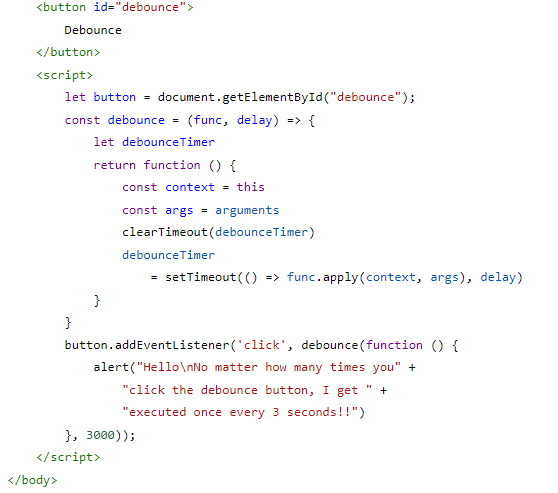 <button id="debounce">
Debounce
</button>
<script>
let button = document.getElementById("debounce");
const debounce = (func, delay) => {
let debounceTimer
return function () {
const context = this
const args = arguments
clearTimeout(debounceTimer)
debounceTimer
= setTimeout(() => func.apply(context, args), delay)
}
}
button.addEventListener('click', debounce(function () {
alert("Hello\nNo matter how many times you" +
"click the debounce button, I get " +
"executed once every 3 seconds!!")
}, 3000));
</script>
</body>